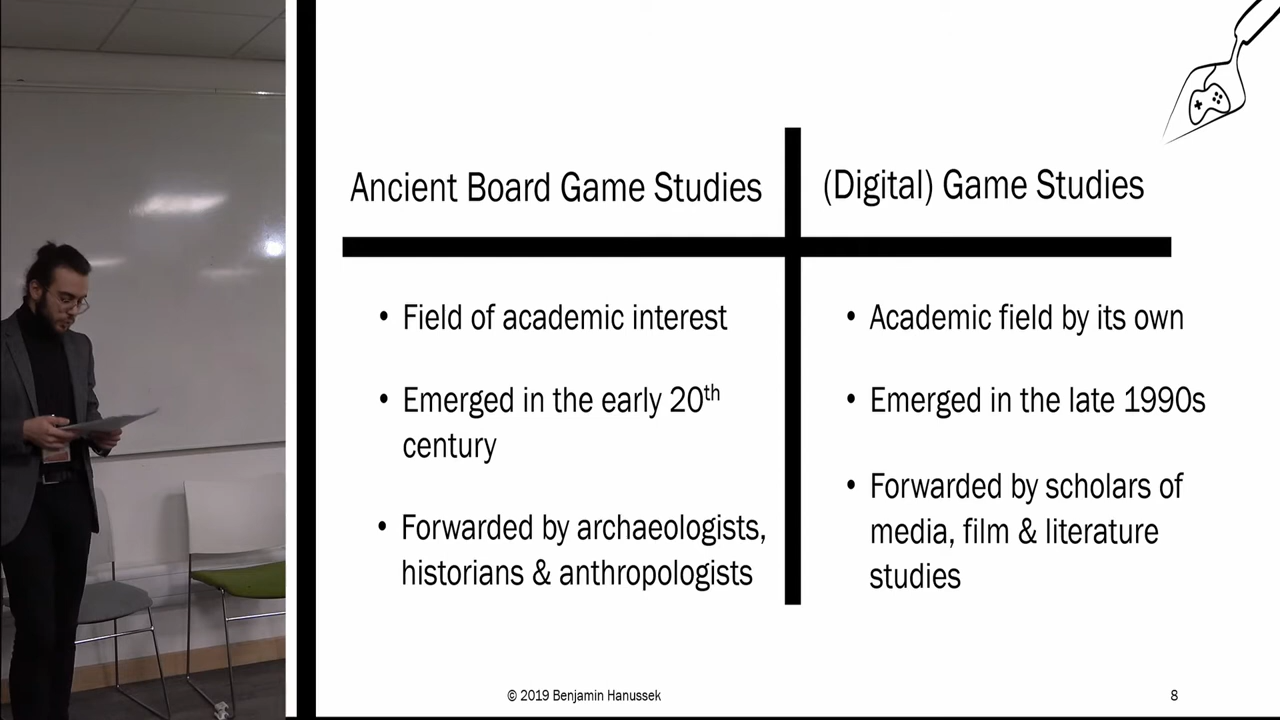 Ancient Board Game Studies
(Digital) Game Studies
• Field of academic interest
• Emerged in the early 20th
century
• Forwarded by archaeologists,
historians & anthropologists
• Academic field by its own
• Emerged in the late 1990s
• Forwarded by scholars of
media, film & literature
studies
© 2019 Benjamin Hanussek
8